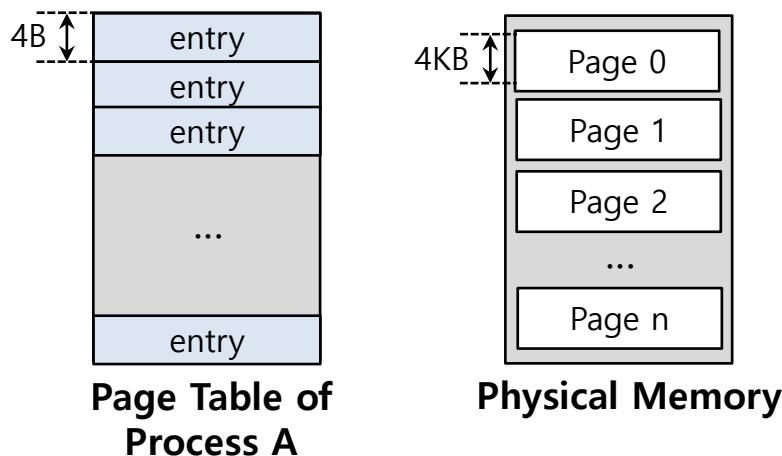 4B
entry
entry
entry
...
entry
Page Table of
Process A
4KB
Page 0
Page 1
Page 2
...
Page n
Physical Memory